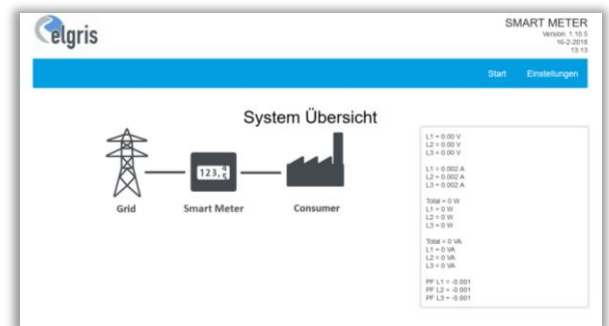 elgris
SMART METER
Version: 1.10.5
16-2-2018
13:13
Start Einstellungen
System Übersicht
123,4
5
Grid Smart Meter Consumer
L1 = 0.00 V
L2 = 0.00 V
L3 = 0.00 V
L1 = 0.002 A
L2 = 0.002 A
L3 = 0.002 A
Total = 0 W
L1 = 0 W
L2 = 0 W
L3 = 0 W
Total = 0 VA
L1 = 0 VA
L2 = 0 VA
L3 = 0 VA
PF L1 = -0.001
PF L2 = -0.001
PF L3 = -0.001